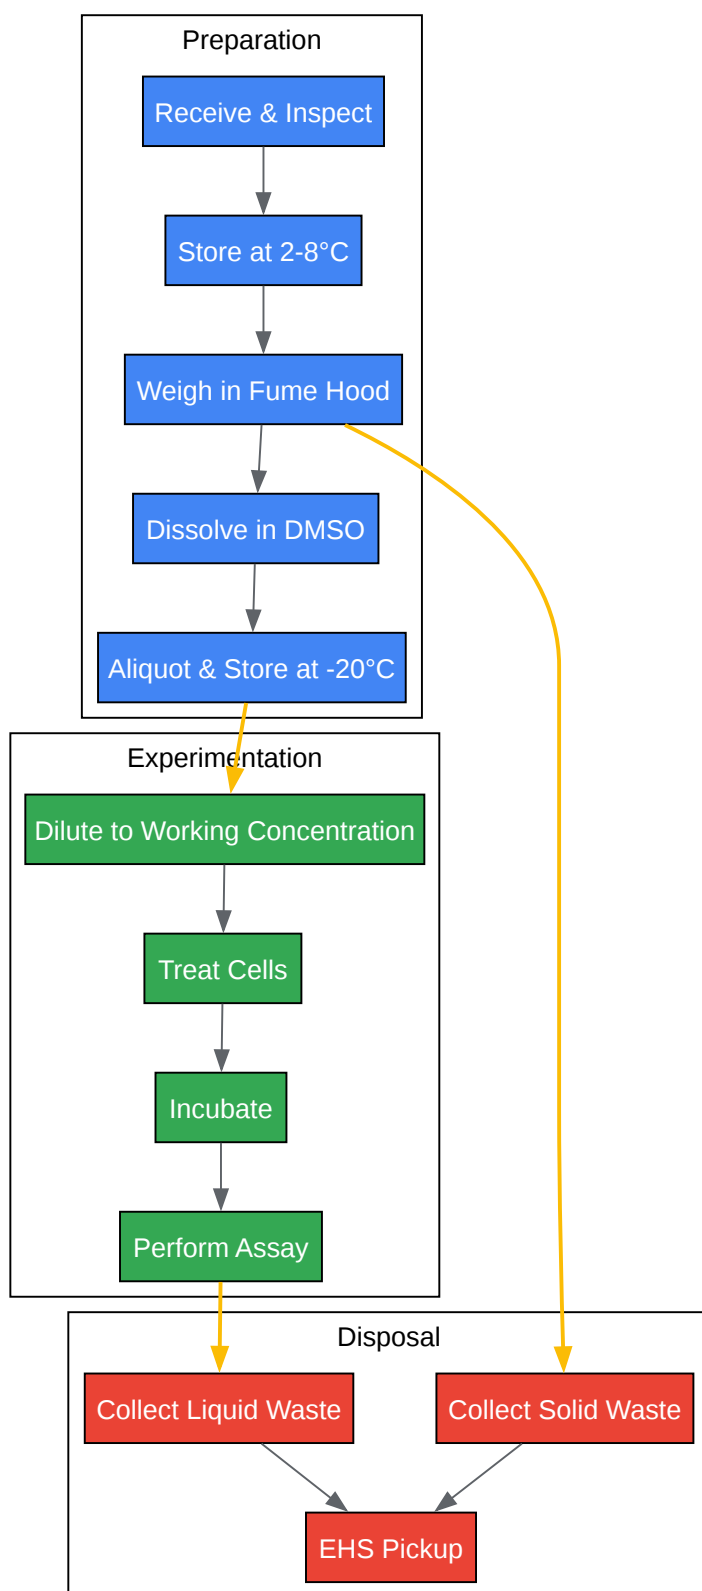 Preparation
Receive & Inspect
Store at 2-8°C
Weigh in Fume Hood
Dissolve in DMSO
Aliquot & Store at -20°C
Experimentation
Dilute to Working Concentration
Treat Cells
Incubate
Perform Assay
Disposal
Collect Liquid Waste
Collect Solid Waste
EHS Pickup